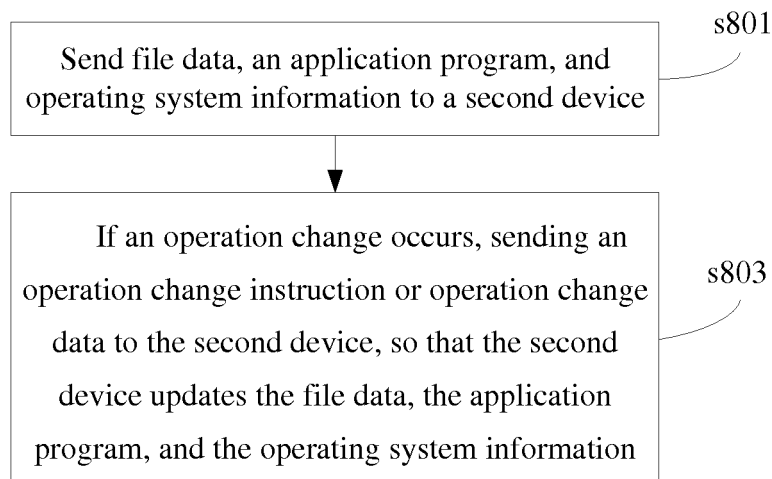 s801
Send file data, an application program, and
operating system information to a second device
If an operation change occurs, sending an
operation change instruction or operation change
data to the second device, so that the second
device updates the file data, the application
program, and the operating system information
s803